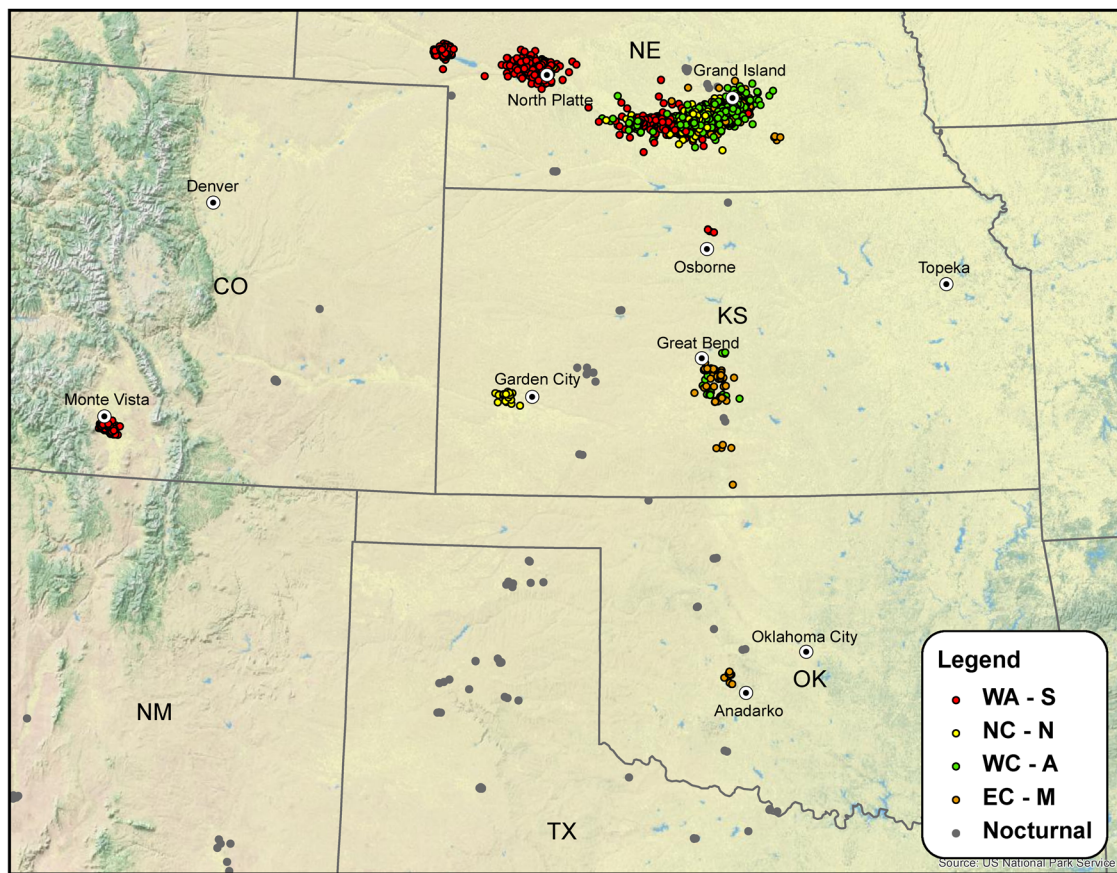 NE
Grand Island
North Platte
Denver
Osborne
Topeka
CO
KS
Great Bend
Garden City
Monte Vista
Oklahoma City
OK
Anadarko
NM
TX
Legend
WA - S
NC - N
WC - A
EC - M
Nocturnal
Source: US National Park Service